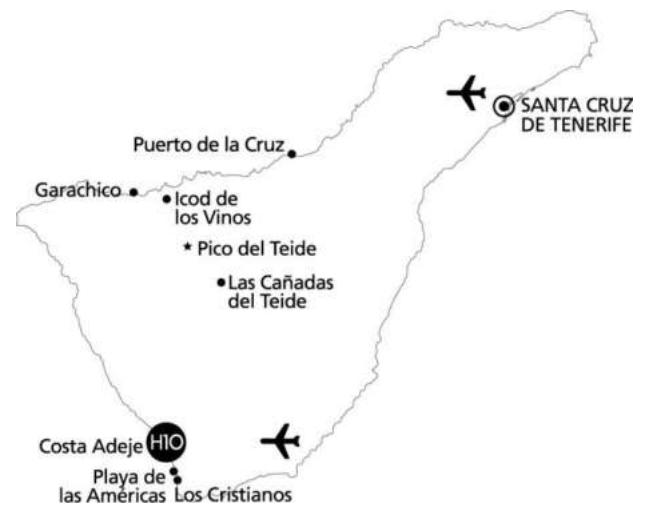 SANTA CRUZ
DE TENERIFE
Puerto de la Cruz
Garachico
Icod de
los Vinos
Pico del Teide
Las Cañadas
del Teide
Costa Adeje
H10
Playa de
las Américas
Los Cristianos